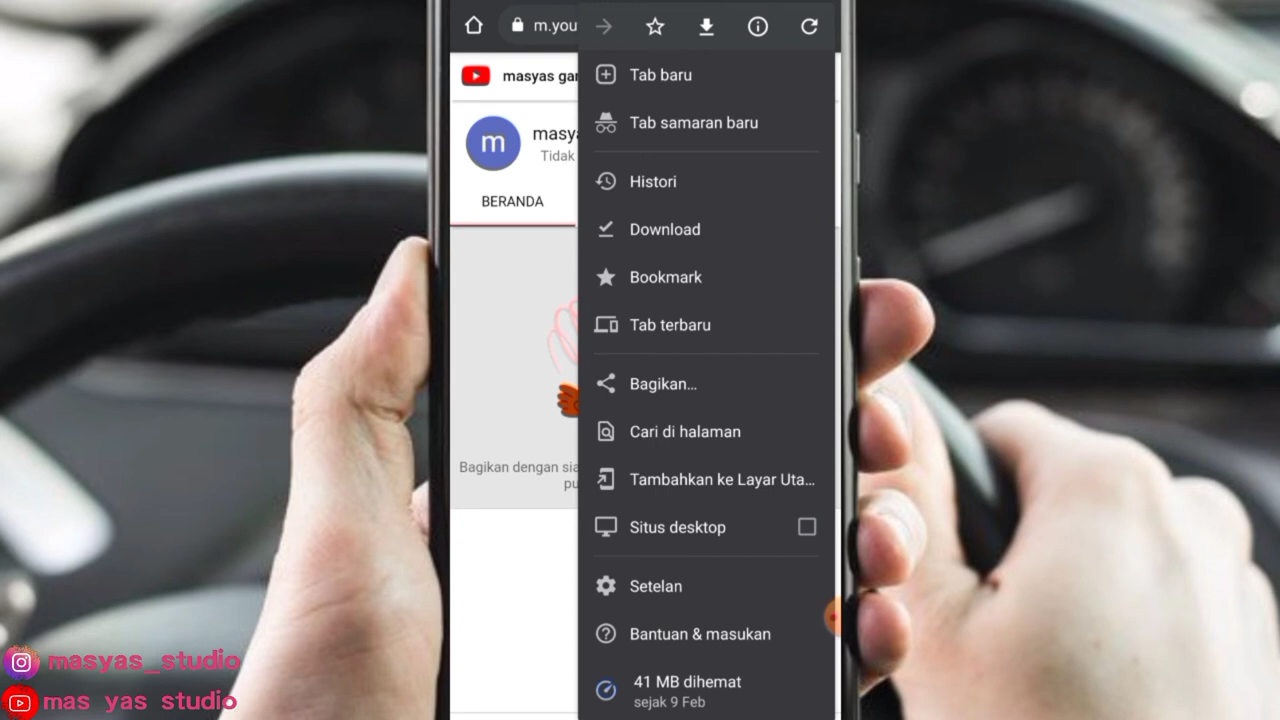 m.you
masyas gar
m
masya
Tidak
BERANDA
Bagikan dengan sia
pu
Tab baru
Tab samaran baru
Histori
Download
Bookmark
Tab terbaru
Bagikan...
Cari di halaman
Tambahkan ke Layar Uta...
Situs desktop
Setelan
Bantuan & masukan
41 MB dihemat
sejak 9 Feb
masyas_studio
mas yas studio